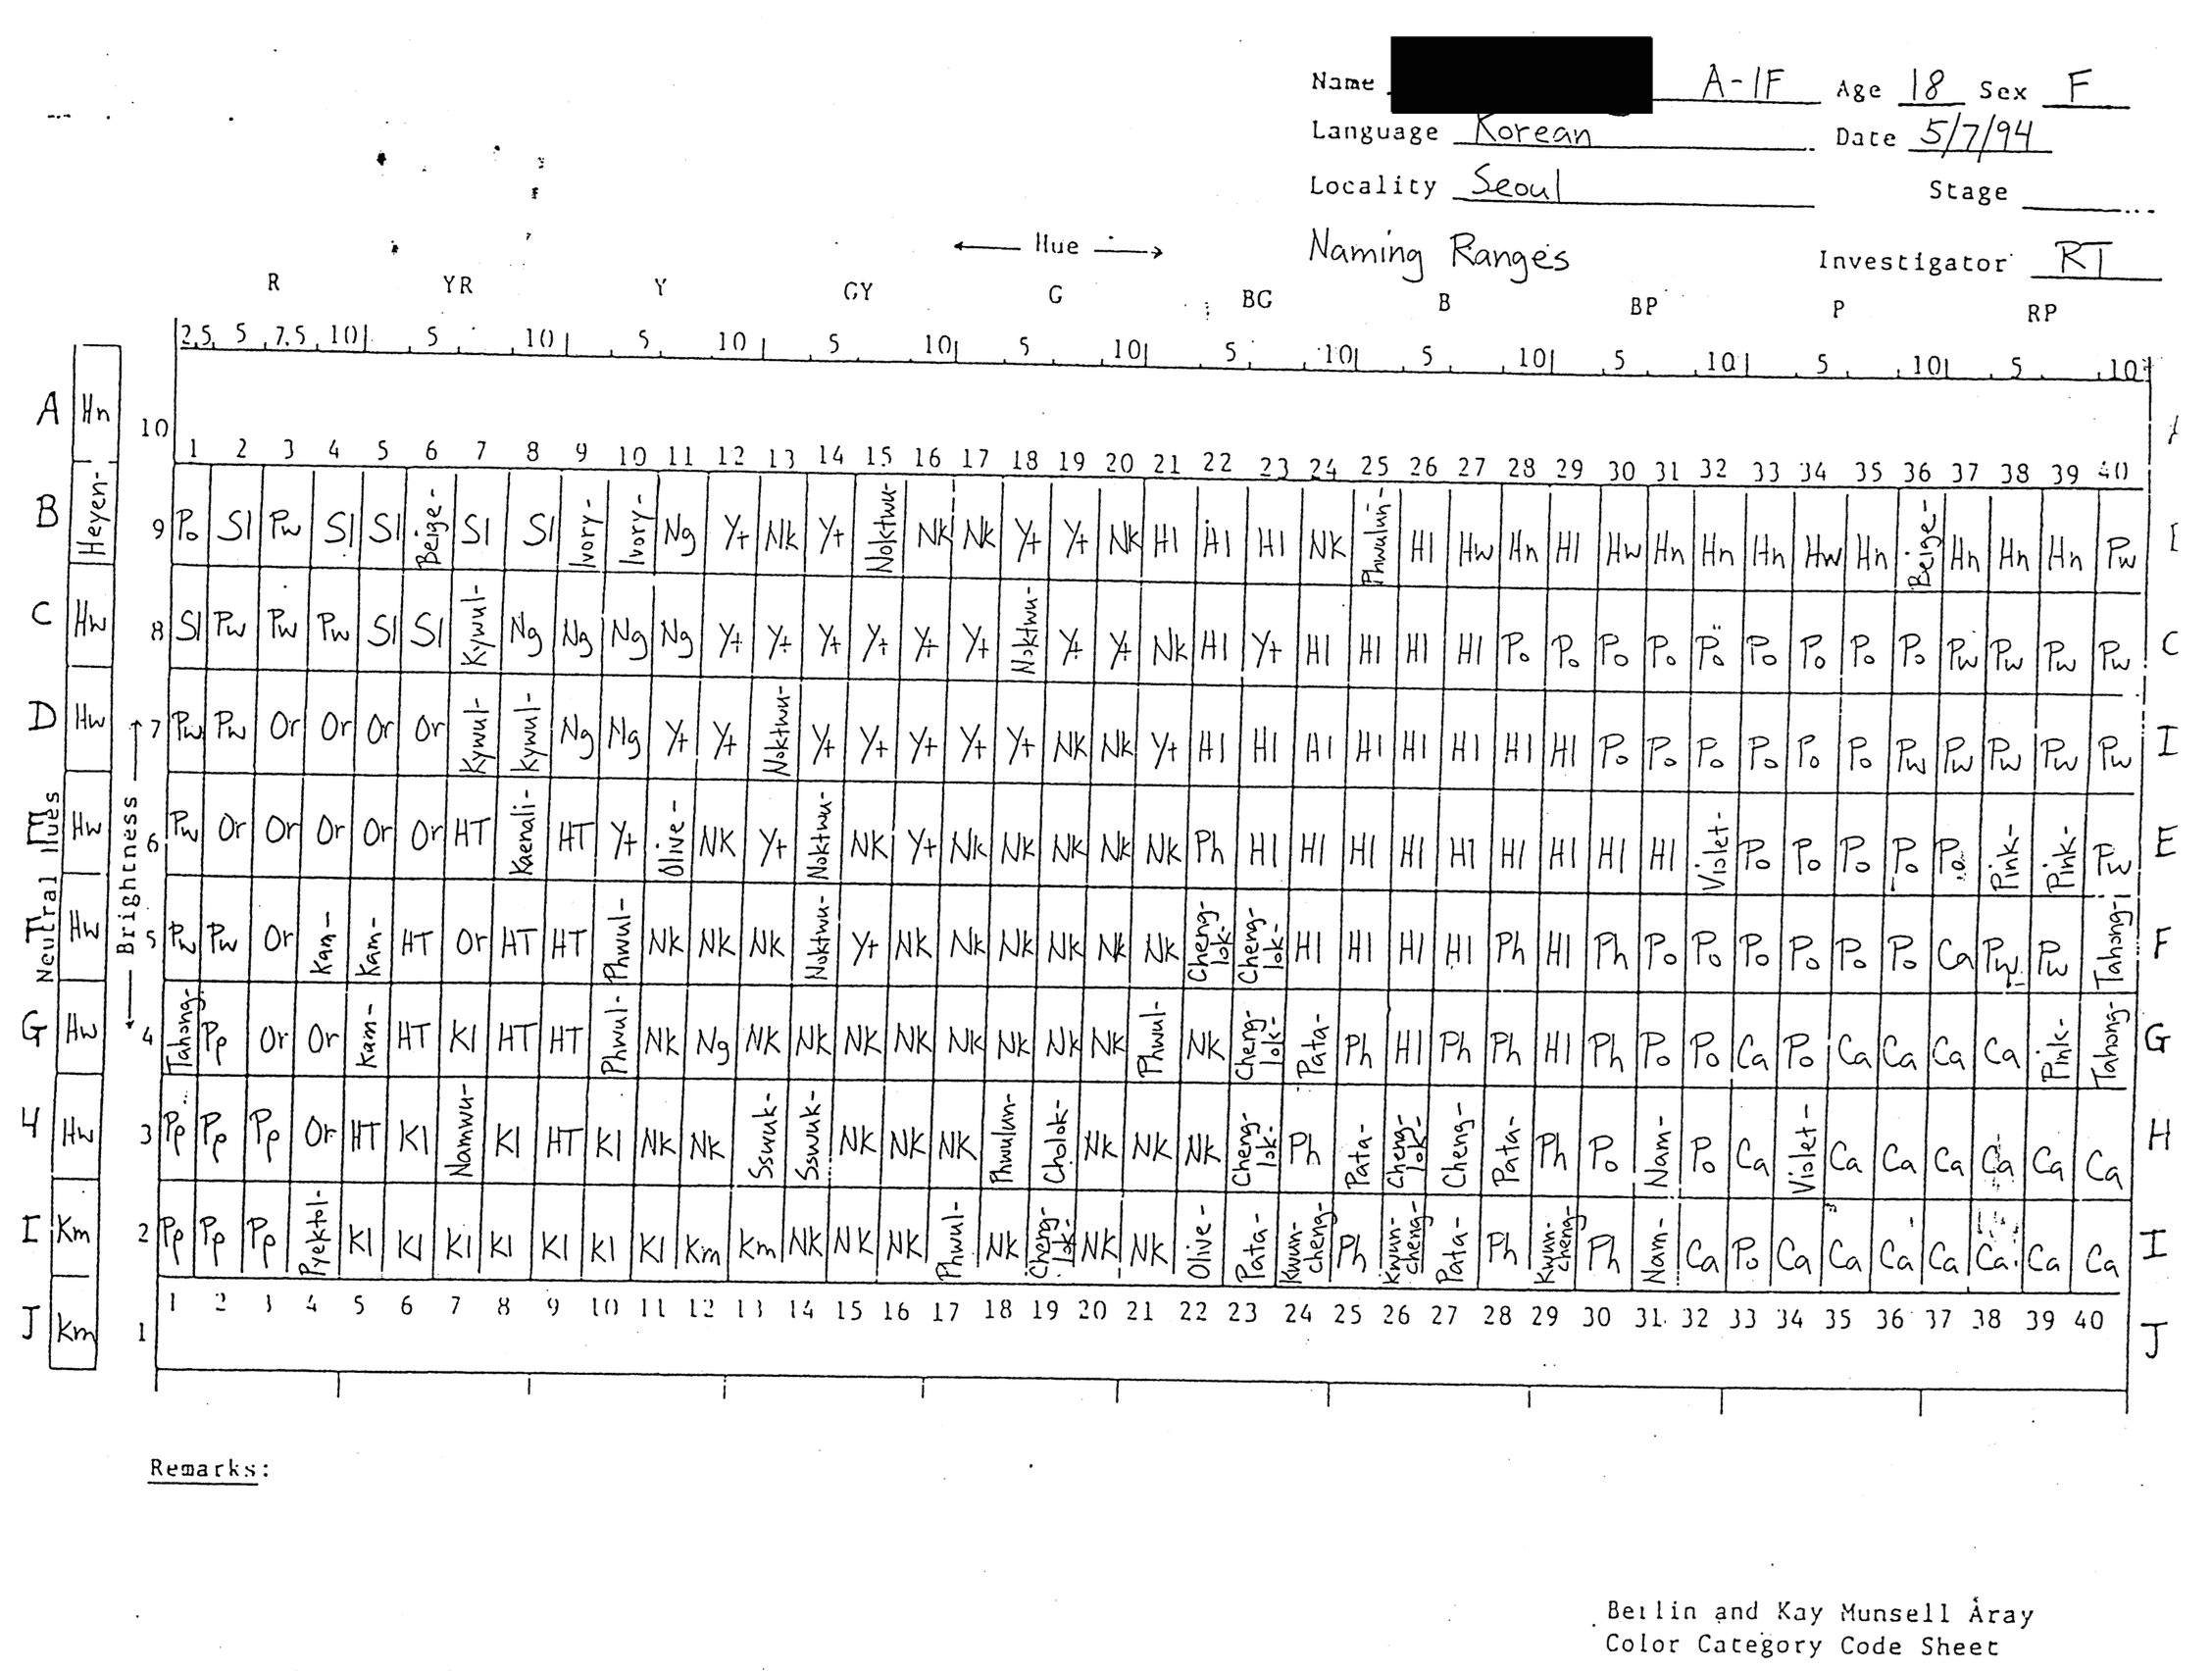 Name A-1F Age 18 Sex F
Language Korean Date 5/7/94
Locality Seoul Stage
Naming Ranges Investigator RT
← Hue →
R YR Y GY G BG B BP P RP
2.5 5 7.5 10 5 10 5 10 5 10 5 10 5 10 5 10 5 10 5 10 5 10
A Hn 10
1 2 3 4 5 6 7 8 9 10 11 12 13 14 15 16 17 18 19 20 21 22 23 24 25 26 27 28 29 30 31 32 33 34 35 36 37 38 39 40
B Heyen- 9 Po Sl Pw Sl Sl Beige- Sl Sl Ivory- Ivory- Ng Y+ Nk Y+ Noktwu- NK Nk Y+ Y+ Nk Hl Hl Hl NK Phwulun- Hl Hw Hn Hl Hw Hn Hn Hn Hw Hn Beige- Hn Hn Hn Pw
C Hw 8 Sl Pw Pw Pw Sl Sl Kywul- Ng Ng Ng Ng Y+ Y+ Y+ Y+ Y+ Y+ Noktwu- Y+ Y+ Nk Hl Y+ Hl Hl Hl Hl Po Po Po Po Po Po Po Po Po Pw Pw Pw Pw C
D Hw 7 Pw Pw Or Or Or Or Kywul- Kywul- Ng Ng Y+ Y+ Noktwu- Y+ Y+ Y+ Y+ Y+ NK NK Y+ Hl Hl Hl Hl Hl Hl Hl Hl Po Po Po Po Po Po Pw Pw Pw Pw Pw I
E Hw 6 Pw Or Or Or Or Or HT Kaenali- HT Y+ Olive- NK Y+ Noktwu- NK Y+ Nk Nk Nk Nk Nk Ph Hl Hl Hl Hl Hl Hl Hl Hl Hl Violet- Po Po Po Po Po Pink- Pink- Pw E
F Hw 5 Pw Pw Or Kam- Kam- HT Or HT HT Phwul- NK NK NK Noktwu- Y+ NK Nk Nk Nk Nk Nk Cheng-lok- Cheng-lok- Hl Hl Hl Hl Ph Hl Ph Po Po Po Po Po Po Ca Pw Pw Tahong- F
G Hw 4 Tahong- Pp Or Or Kam- HT Kl HT HT Phwul- NK Ng NK NK NK NK Nk Nk Nk Nk Phwul- NK Cheng-lok- Pata- Ph Hl Ph Ph Hl Ph Po Po Ca Po Ca Ca Ca Ca Pink- Tahong- G
H Hw 3 Pp Pp Pp Or HT Kl Namwu- Kl HT Kl Nk Nk Sswuk- Sswuk- NK NK NK Phwulun- Cholok- Nk NK NK Cheng-lok- Ph Pata- Cheng-lok- Cheng- Pata- Ph Po Nam- Po Ca Violet- Ca Ca Ca Ca Ca Ca H
I Km 2 Pp Pp Pp Pyektol- Kl Kl Kl Kl Kl Kl Kl Km Km NK NK NK Phwul- NK Cheng-lok- NK NK Olive- Pata- Kwun-cheng- Ph Kwun-cheng- Pata- Ph Kwun-cheng- Ph Nam- Ca Po Ca Ca Ca Ca Ca Ca Ca I
J Km 1 1 2 3 4 5 6 7 8 9 10 11 12 13 14 15 16 17 18 19 20 21 22 23 24 25 26 27 28 29 30 31 32 33 34 35 36 37 38 39 40 J
Neutral Hues
← Brightness →
Remarks:
Berlin and Kay Munsell Aray
Color Category Code Sheet